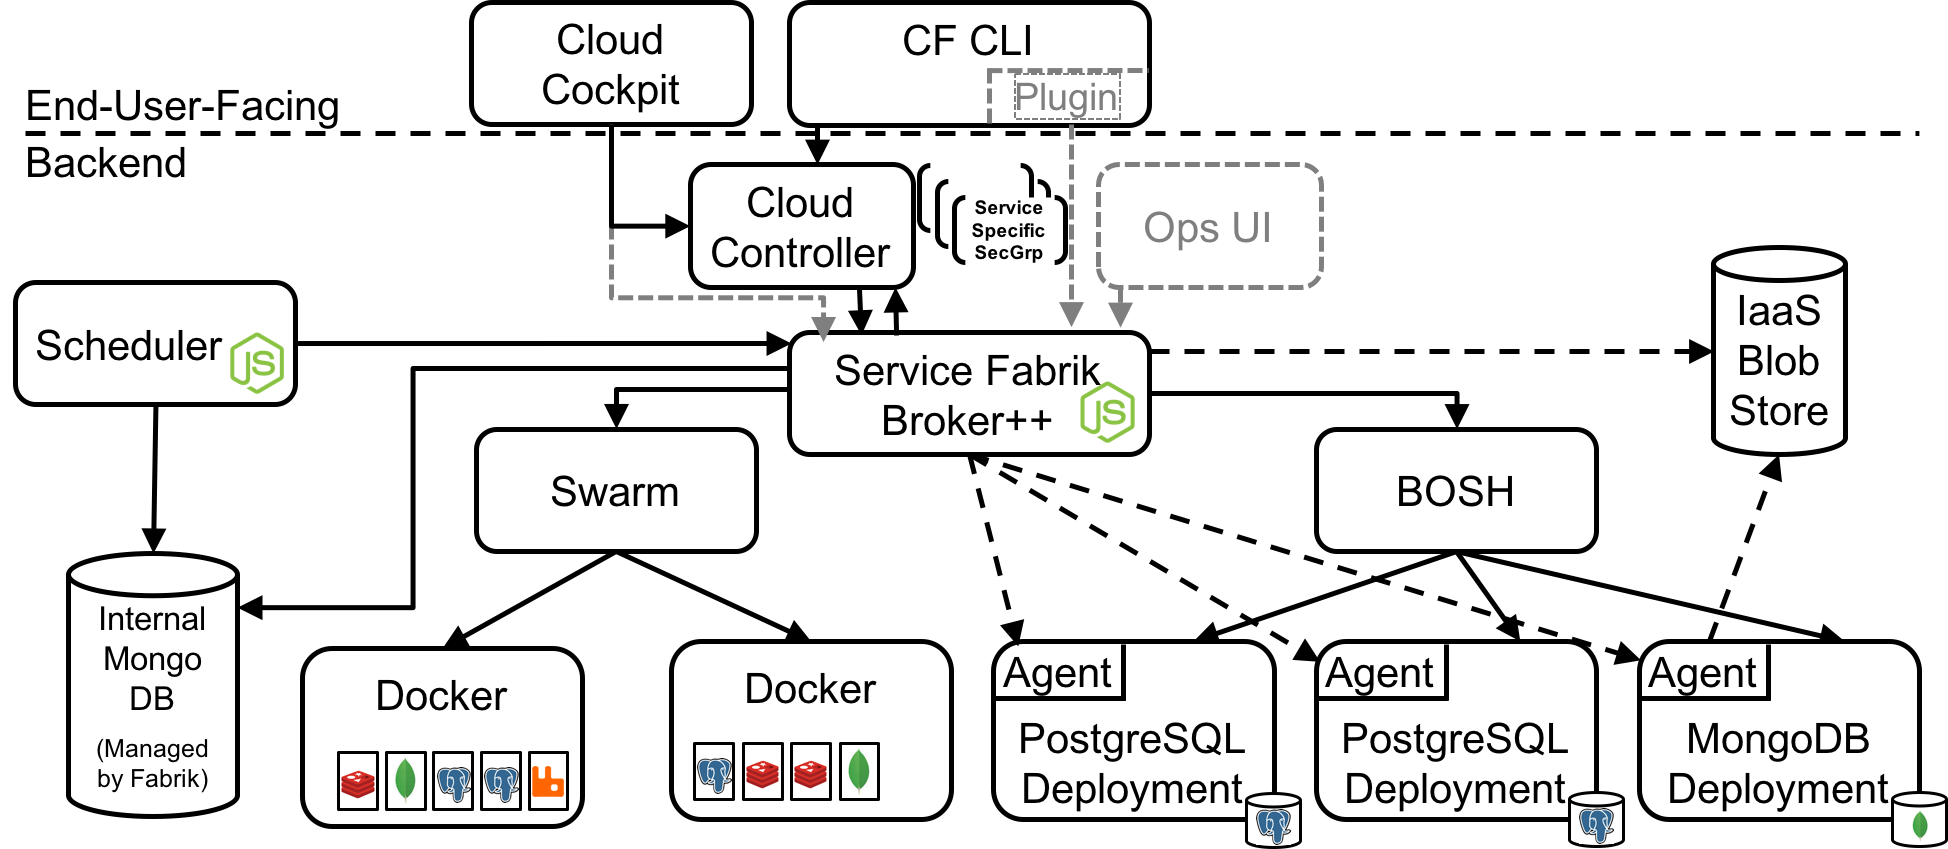 Cloud
Cockpit
CF CLI
Plugin
End-User-Facing
Backend
Cloud
Controller
Service
Specific
SecGrp
Ops UI
IaaS
Blob
Store
Scheduler
JS
Service Fabrik
Broker++
JS
Swarm
BOSH
Internal
Mongo
DB
(Managed
by Fabrik)
Docker
Docker
Agent
PostgreSQL
Deployment
Agent
PostgreSQL
Deployment
Agent
MongoDB
Deployment